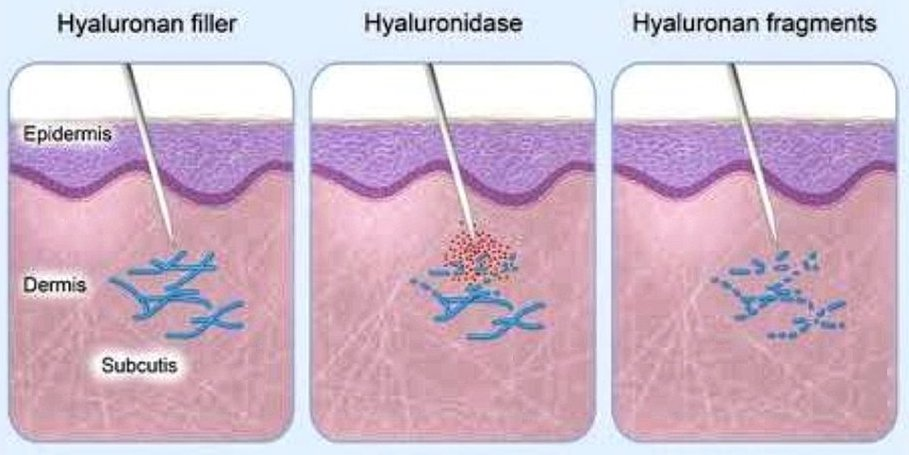 Hyaluronan filler
Hyaluronidase
Hyaluronan fragments
Epidermis
Dermis
Subcutis